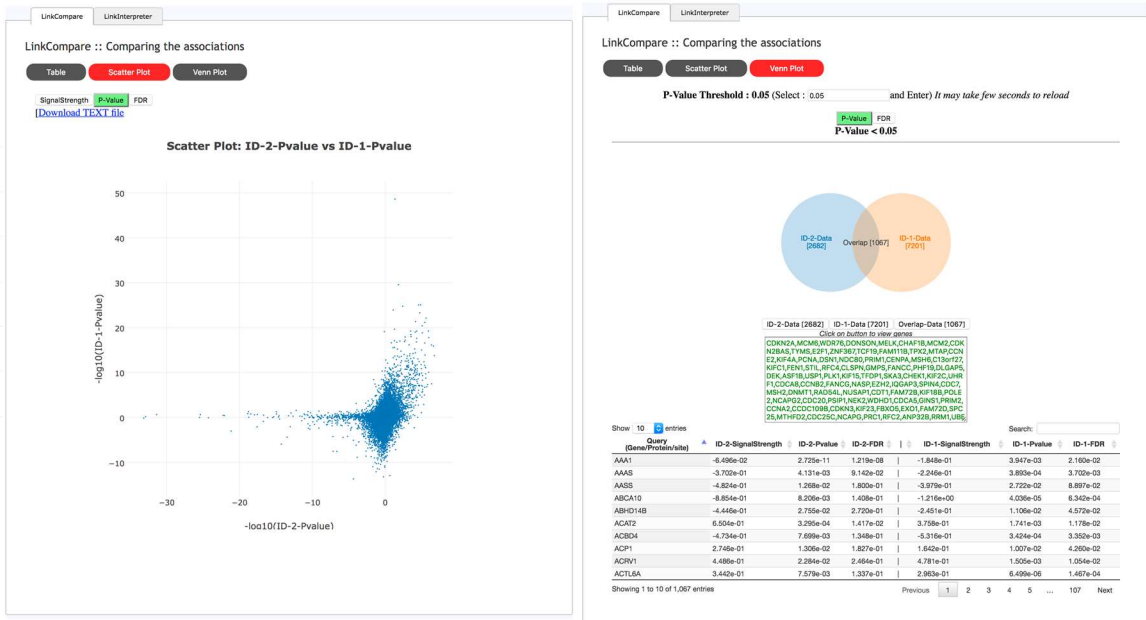 LinkCompare LinkInterpreter
LinkCompare :: Comparing the associations
Table Scatter Plot Venn Plot
SignalStrength P-Value FDR
[Download TEXT file
Scatter Plot: ID-2-Pvalue vs ID-1-Pvalue
50
40
30
20
10
0
−10
-log10(ID-1-Pvalue)
−30 −20 −10 0
-log10(ID-2-Pvalue)
LinkCompare LinkInterpreter
LinkCompare :: Comparing the associations
Table Scatter Plot Venn Plot
P-Value Threshold : 0.05 (Select : 0.05 and Enter) It may take few seconds to reload
P-Value FDR
P-Value < 0.05
ID-2-Data
[2682]
Overlap [1067]
ID-1-Data
[7201]
ID-2-Data [2682] ID-1-Data [7201] Overlap-Data [1067]
Click on button to view genes
CDKN2A,MCM6,WDR76,DONSON,MELK,CHAF1B,MCM2,CDK
N2BAS,TYMS,E2F1,ZNF367,TCF19,FAM111B,TPX2,MTAP,CCN
E2,KIF4A,PCNA,DSN1,NDC80,PRIM1,CENPA,MSH6,C13orf27,
KIFC1,FEN1,STIL,RFC4,CLSPN,GMPS,FANCC,PHF19,DLGAP5,
DEK,ASF1B,USP1,PLK1,KIF15,TFDP1,SKA3,CHEK1,KIF2C,UHR
F1,CDCA8,CCNB2,FANCG,NASP,EZH2,IQGAP3,SPIN4,CDC7,
MSH2,DNMT1,RAD54L,NUSAP1,CDT1,FAM72B,KIF18B,POLE
2,NCAPG2,CDC20,PSIP1,NEK2,WDHD1,CDCA5,GINS1,PRIM2,
CCNA2,CCDC109B,CDKN3,KIF23,FBXO5,EXO1,FAM72D,SPC
25,MTHFD2,CDC25C,NCAPG,PRC1,RFC2,ANP32B,RRM1,UBE
Show 10 entries Search:
Query
(Gene/Protein/site) ID-2-SignalStrength ID-2-Pvalue ID-2-FDR | ID-1-SignalStrength ID-1-Pvalue ID-1-FDR
AAA1 -6.496e-02 2.725e-11 1.219e-08 | -1.848e-01 3.947e-03 2.160e-02
AAAS -3.702e-01 4.131e-03 9.142e-02 | -2.246e-01 3.893e-04 3.702e-03
AASS -4.824e-01 1.268e-02 1.800e-01 | -3.979e-01 2.722e-02 8.897e-02
ABCA10 -8.854e-01 8.206e-03 1.408e-01 | -1.216e+00 4.036e-05 6.342e-04
ABHD14B -4.446e-01 2.755e-02 2.720e-01 | -2.451e-01 1.106e-02 4.572e-02
ACAT2 6.504e-01 3.295e-04 1.417e-02 | 3.758e-01 1.741e-03 1.178e-02
ACBD4 -4.734e-01 7.699e-03 1.348e-01 | -5.316e-01 3.424e-04 3.352e-03
ACP1 2.746e-01 1.306e-02 1.827e-01 | 1.642e-01 1.007e-02 4.260e-02
ACRV1 4.486e-01 2.284e-02 2.464e-01 | 4.781e-01 1.505e-03 1.054e-02
ACTL6A 3.442e-01 7.579e-03 1.337e-01 | 2.963e-01 6.499e-06 1.467e-04
Showing 1 to 10 of 1,067 entries Previous 1 2 3 4 5 ... 107 Next